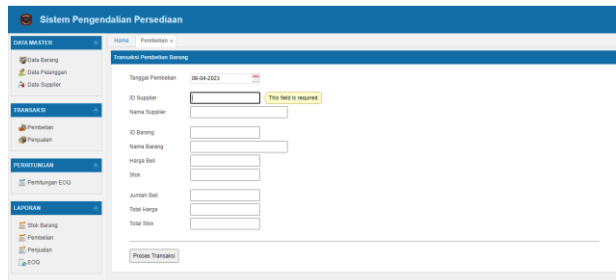 Sistem Pengendalian Persediaan
DATA MASTER
Data Barang
Data Pelanggan
Data Supplier
TRANSAKSI
Pembelian
Penjualan
PERHITUNGAN
Perhitungan EOQ
LAPORAN
Stok Barang
Pembelian
Penjualan
EOQ
Home Pembelian ×
Transaksi Pembelian Barang
Tanggal Pembelian 06-04-2023
ID Supplier This field is required.
Nama Supplier
ID Barang
Nama Barang
Harga Beli
Stok
Jumlah Beli
Total Harga
Total Stok
Proses Transaksi